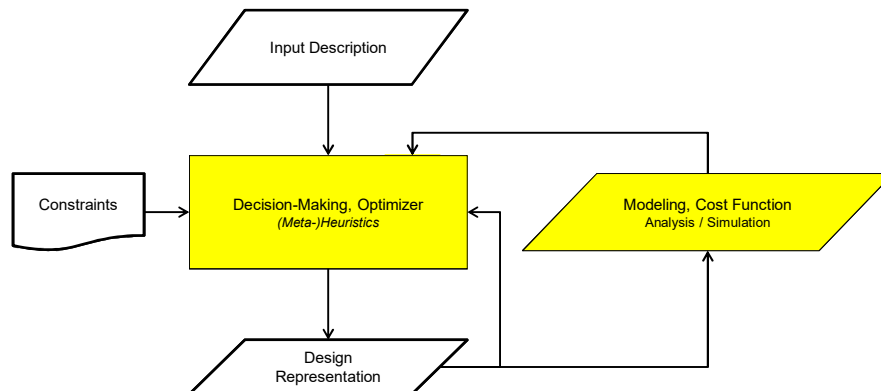 Input Description
Constraints
Decision-Making, Optimizer
(Meta-)Heuristics
Modeling, Cost Function
Analysis / Simulation
Design
Representation